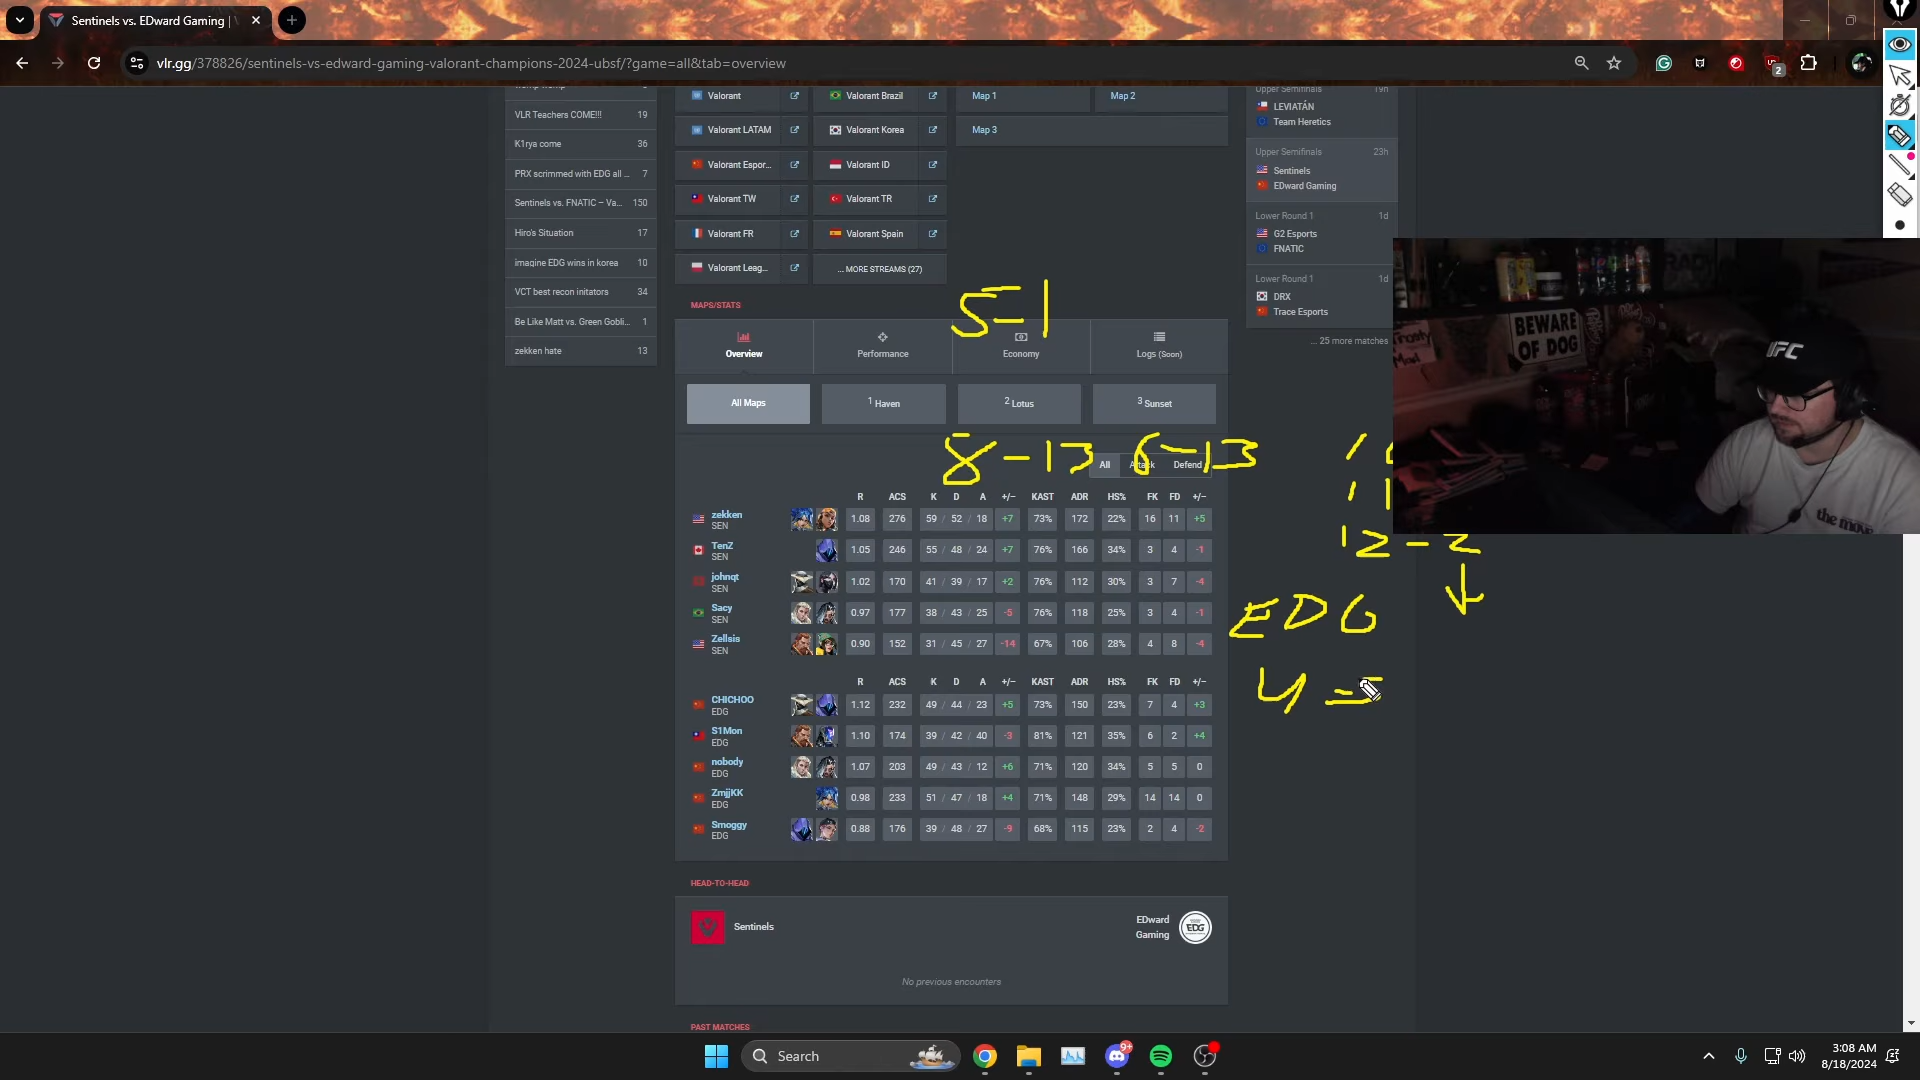 Sentinels vs. EDward Gaming |
vlr.gg/378826/sentinels-vs-edward-gaming-valorant-champions-2024-ubsf/?game=all&tab=overview
2
VLR Teachers COME!!! 19
K1rya come 36
PRX scrimmed with EDG all ... 7
Sentinels vs. FNATIC – Va... 150
Hiro's Situation 17
imagine EDG wins in korea 10
VCT best recon initators 34
Be Like Matt vs. Green Gobli... 1
zekken hate 13
Valorant Valorant Brazil
Valorant LATAM Valorant Korea
Valorant Espor... Valorant ID
Valorant TW Valorant TR
Valorant FR Valorant Spain
Valorant Leag... ... MORE STREAMS (27)
Map 1 Map 2
Map 3
Upper Semifinals 19h
LEVIATÁN
Team Heretics
Upper Semifinals 23h
Sentinels
EDward Gaming
Lower Round 1 1d
G2 Esports
FNATIC
Lower Round 1 1d
DRX
Trace Esports
... 25 more matches
MAPS/STATS
5-1
Overview Performance Economy Logs (Soon)
All Maps 1 Haven 2 Lotus 3 Sunset
8-13 6-13
All Attack Defend
R ACS K D A +/– KAST ADR HS% FK FD +/–
zekken SEN 1.08 276 59 / 52 / 18 +7 73% 172 22% 16 11 +5
TenZ SEN 1.05 246 55 / 48 / 24 +7 76% 166 34% 3 4 -1
johnqt SEN 1.02 170 41 / 39 / 17 +2 76% 112 30% 3 7 -4
Sacy SEN 0.97 177 38 / 43 / 25 -5 76% 118 25% 3 4 -1
Zellsis SEN 0.90 152 31 / 45 / 27 -14 67% 106 28% 4 8 -4
R ACS K D A +/– KAST ADR HS% FK FD +/–
CHICHOO EDG 1.12 232 49 / 44 / 23 +5 73% 150 23% 7 4 +3
S1Mon EDG 1.10 174 39 / 42 / 40 -3 81% 121 35% 6 2 +4
nobody EDG 1.07 203 49 / 43 / 12 +6 71% 120 34% 5 5 0
ZmjjKK EDG 0.98 233 51 / 47 / 18 +4 71% 148 29% 14 14 0
Smoggy EDG 0.88 176 39 / 48 / 27 -9 68% 115 23% 2 4 -2
12-2
EDG
4
HEAD-TO-HEAD
Sentinels EDward Gaming
EDG
No previous encounters
PAST MATCHES
BEWARE OF DOG
UFC
the move
Search
9+
3:08 AM
8/18/2024